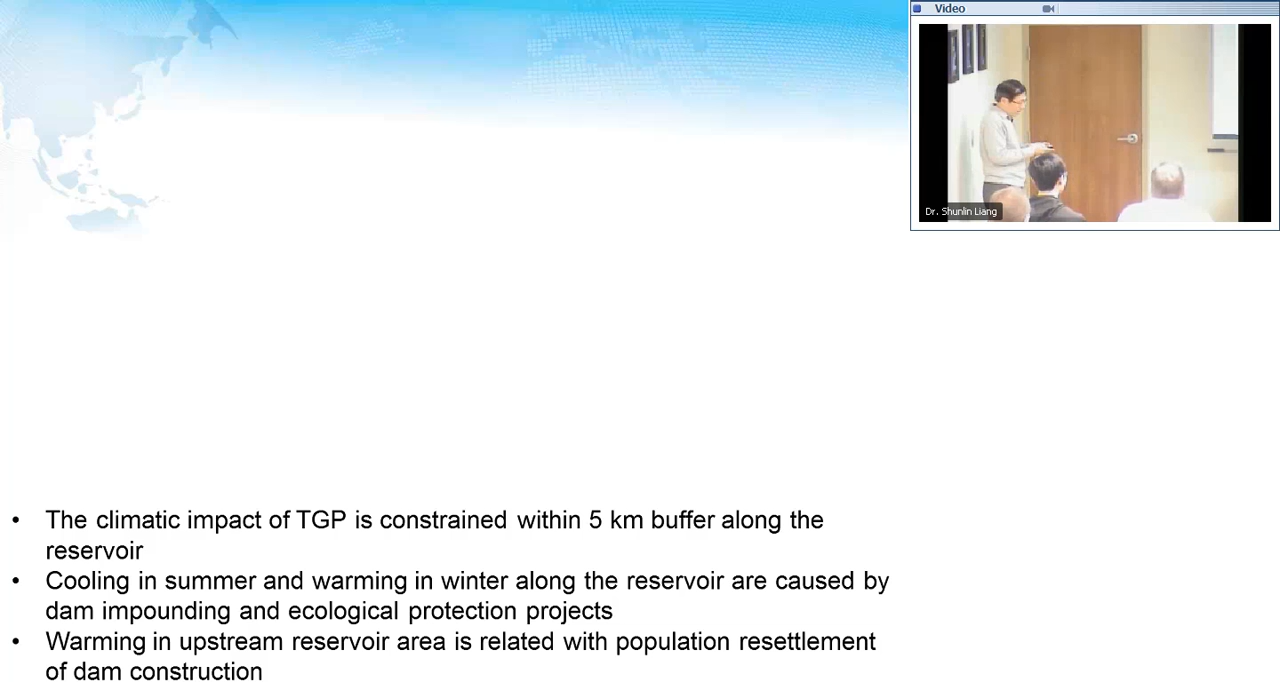 Video
Dr. Shunlin Liang
• The climatic impact of TGP is constrained within 5 km buffer along the
reservoir
• Cooling in summer and warming in winter along the reservoir are caused by
dam impounding and ecological protection projects
• Warming in upstream reservoir area is related with population resettlement
of dam construction